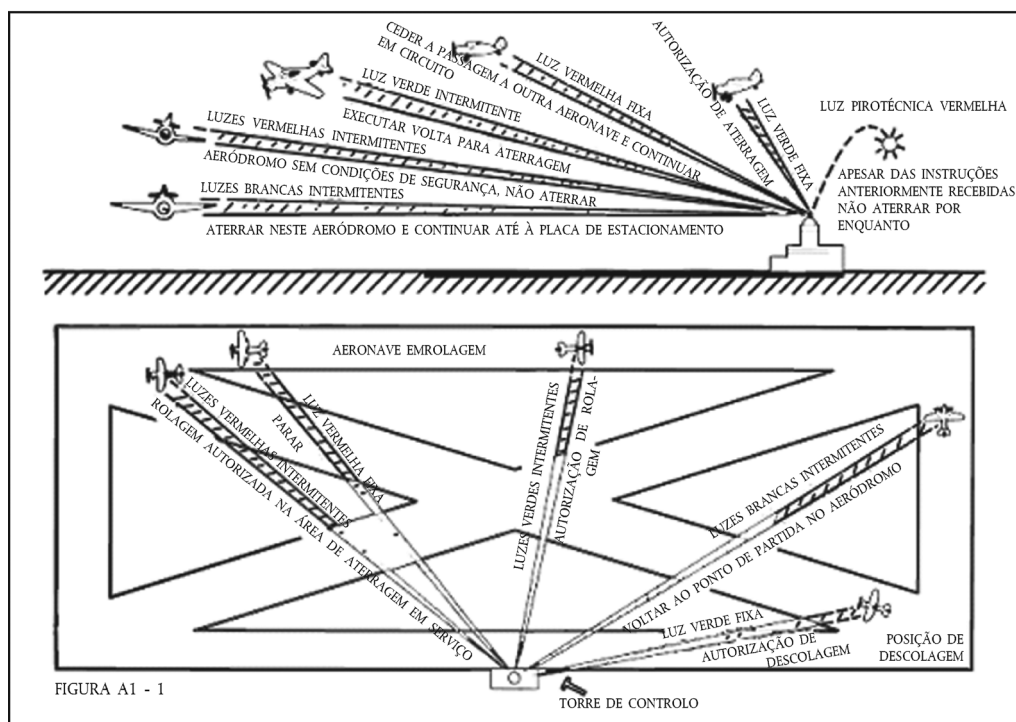 AUTORIZAÇÃO DE ATERRAGEM
LUZ VERDE FIXA
CEDER A PASSAGEM A OUTRA AERONAVE E CONTINUAR
EM CIRCUITO
LUZ VERMELHA FIXA
LUZ VERDE INTERMITENTE
EXECUTAR VOLTA PARA ATERRAGEM
LUZES VERMELHAS INTERMITENTES
AERÓDROMO SEM CONDIÇÕES DE SEGURANÇA, NÃO ATERRAR
LUZES BRANCAS INTERMITENTES
ATERRAR NESTE AERÓDROMO E CONTINUAR ATÉ À PLACA DE ESTACIONAMENTO
LUZ PIROTÉCNICA VERMELHA
APESAR DAS INSTRUÇÕES
ANTERIORMENTE RECEBIDAS
NÃO ATERRAR POR
ENQUANTO
AERONAVE EMROLAGEM
LUZES VERMELHAS INTERMITENTES
ROLAGEM AUTORIZADA NA ÁREA DE ATERRAGEM EM SERVIÇO
LUZ VERMELHA FIXA
PARAR
LUZES VERDES INTERMITENTES
AUTORIZAÇÃO DE ROLA-
GEM
LUZES BRANCAS INTERMITENTES
VOLTAR AO PONTO DE PARTIDA NO AERÓDROMO
LUZ VERDE FIXA
AUTORIZAÇÃO DE
DESCOLAGEM
POSIÇÃO DE
DESCOLAGEM
FIGURA A1 - 1
TORRE DE CONTROLO